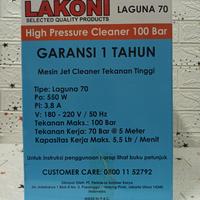 LAKONI
SELECTED QUALITY PRODUCTS
LAGUNA 70
High Pressure Cleaner 100 Bar
GARANSI 1 TAHUN
Mesin Jet Cleaner Tekanan Tinggi
Tipe: Laguna 70
Pa: 550 W
PI: 3,8 A
V: 180 - 220 V / 50 Hz
Tekanan Maks.: 100 Bar
Tekanan Kerja: 70 Bar @ 5 Meter
Kapasitas Kerja Maks. 5,5 Ltr / Menit
Untuk instruksi penggunaan harap lihat buku petunjuk
CUSTOMER CARE: 0800 11 52792